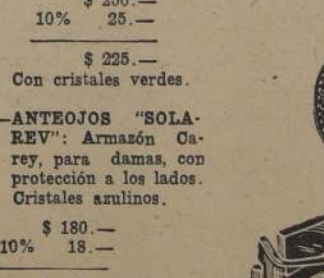 $ 250.—
10% 25.—
$ 225.—
Con cristales verdes.
—ANTEOJOS "SOLA-
REV": Armazón Ca-
rey, para damas, con
protección a los lados.
Cristales azulinos.
$ 180.—
10% 18.—